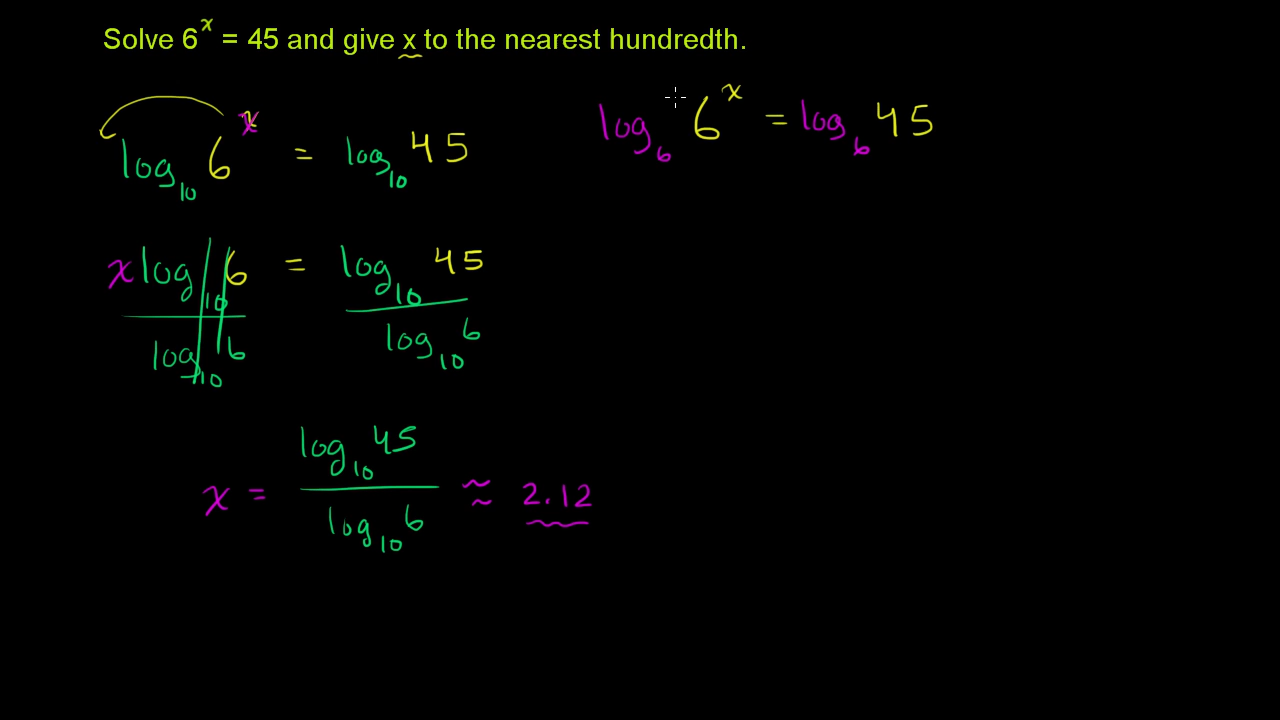 Solve 6^x = 45 and give x to the nearest hundredth.
log₁₀ 6^x = log₁₀ 45
x log₁₀ 6 = log₁₀ 45
log₁₀ 6 log₁₀ 6
x = log₁₀ 45 ≈ 2.12
log₁₀ 6
log₆ 6^x = log₆ 45